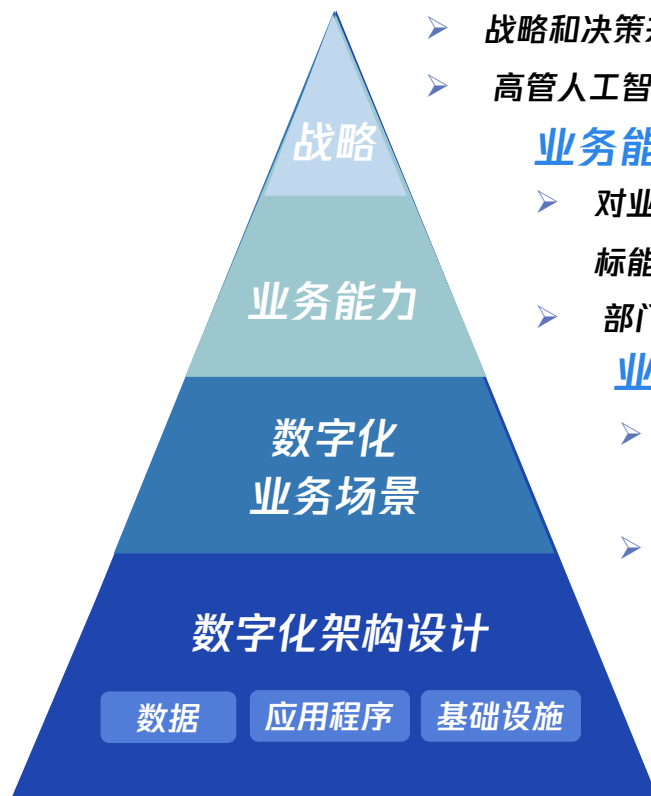 战略和决策
高管人工智
战略
业务能
对业
标能
业务能力
部门
业
数字化
业务场景
数字化架构设计
数据
应用程序
基础设施